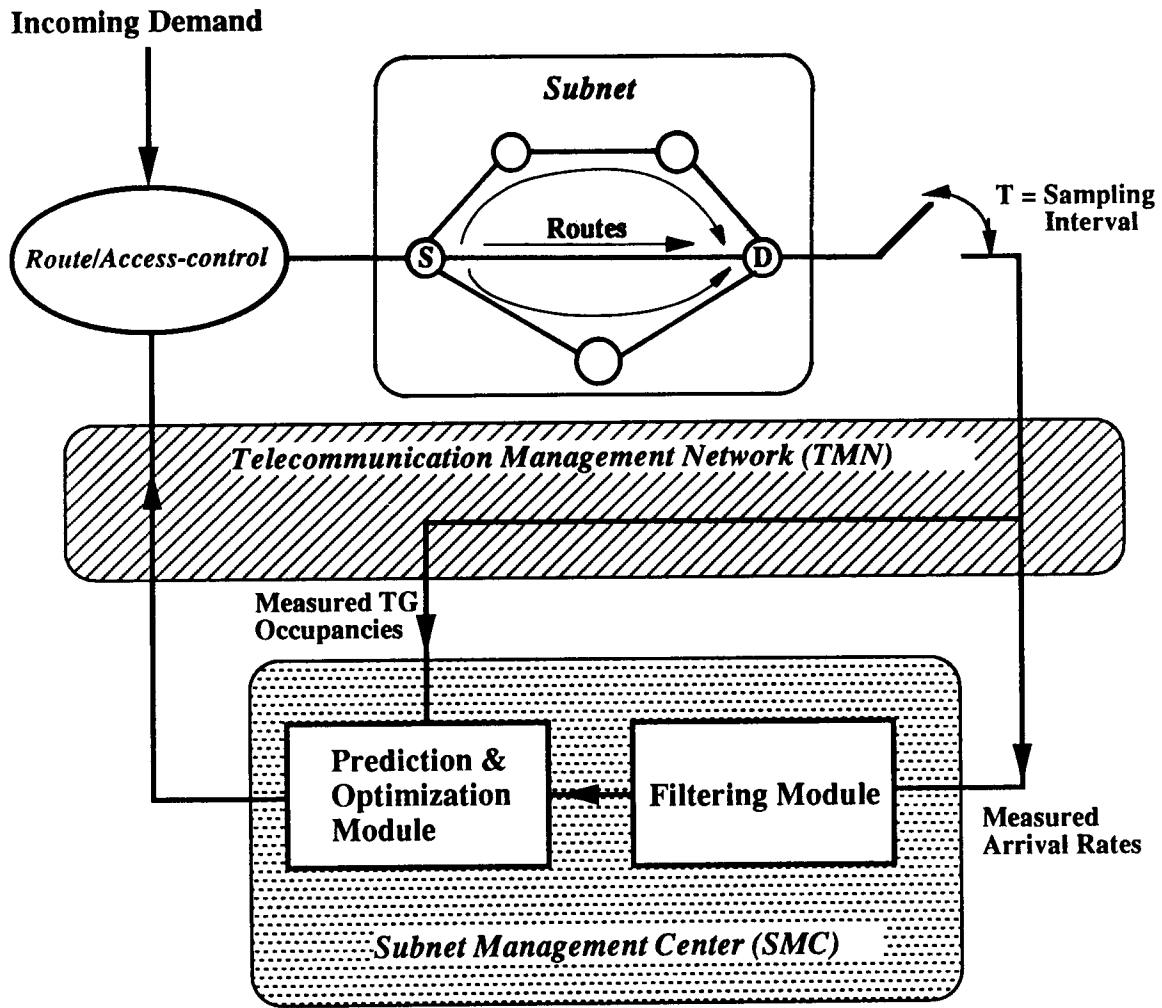 Incoming Demand
Subnet
T = Sampling
Interval
Routes
Route/Access-control
S
D
Telecommunication Management Network (TMN)
Measured TG
Occupancies
Prediction &
Optimization
Module
Filtering Module
Measured
Arrival Rates
Subnet Management Center (SMC)